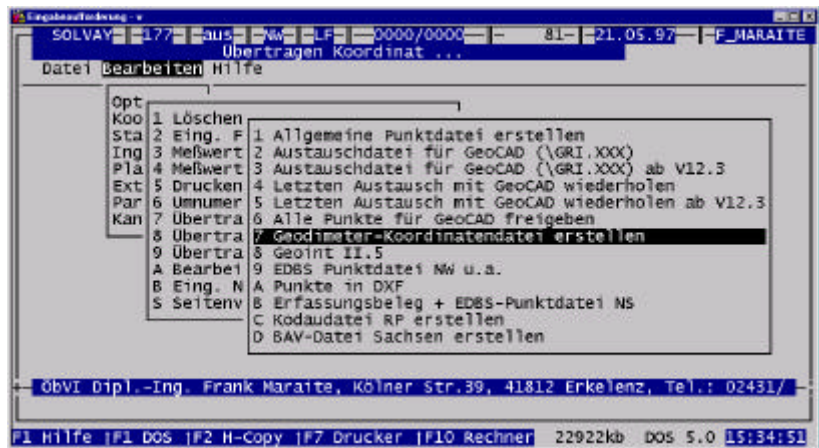 Eingabeaufforderung - v
SOLVAY 177 aus NW LF 0000/0000 - 81- 21.05.97 F_MARAITE
Übertragen Koordinat ...
Datei Bearbeiten Hilfe
Opt
Koo 1 Löschen
Sta 2 Eing. F 1 Allgemeine Punktdatei erstellen
Ing 3 Meßwert 2 Austauschdatei für GeoCAD (\GRI.XXX)
Pla 4 Meßwert 3 Austauschdatei für GeoCAD (\GRI.XXX) ab V12.3
Ext 5 Drucken 4 Letzten Austausch mit GeoCAD wiederholen
Par 6 Umnumer 5 Letzten Austausch mit GeoCAD wiederholen ab V12.3
Kan 7 Übertra 6 Alle Punkte für GeoCAD freigeben
8 Übertra 7 Geodimeter-Koordinatendatei erstellen
9 Übertra 8 Geoint II.5
A Bearbei 9 EDBS Punktdatei NW u.a.
B Eing. N A Punkte in DXF
S Seitenv B Erfassungsbeleg + EDBS-Punktdatei NS
C Kodaudatei RP erstellen
D BAV-Datei Sachsen erstellen
ÖbVI Dipl.-Ing. Frank Maraite, Kölner Str.39, 41812 Erkelenz, Tel.: 02431/
F1 Hilfe ↑F1 DOS ↑F2 H-Copy ↑F7 Drucker ↑F10 Rechner 22922kb DOS 5.0 15:34:51